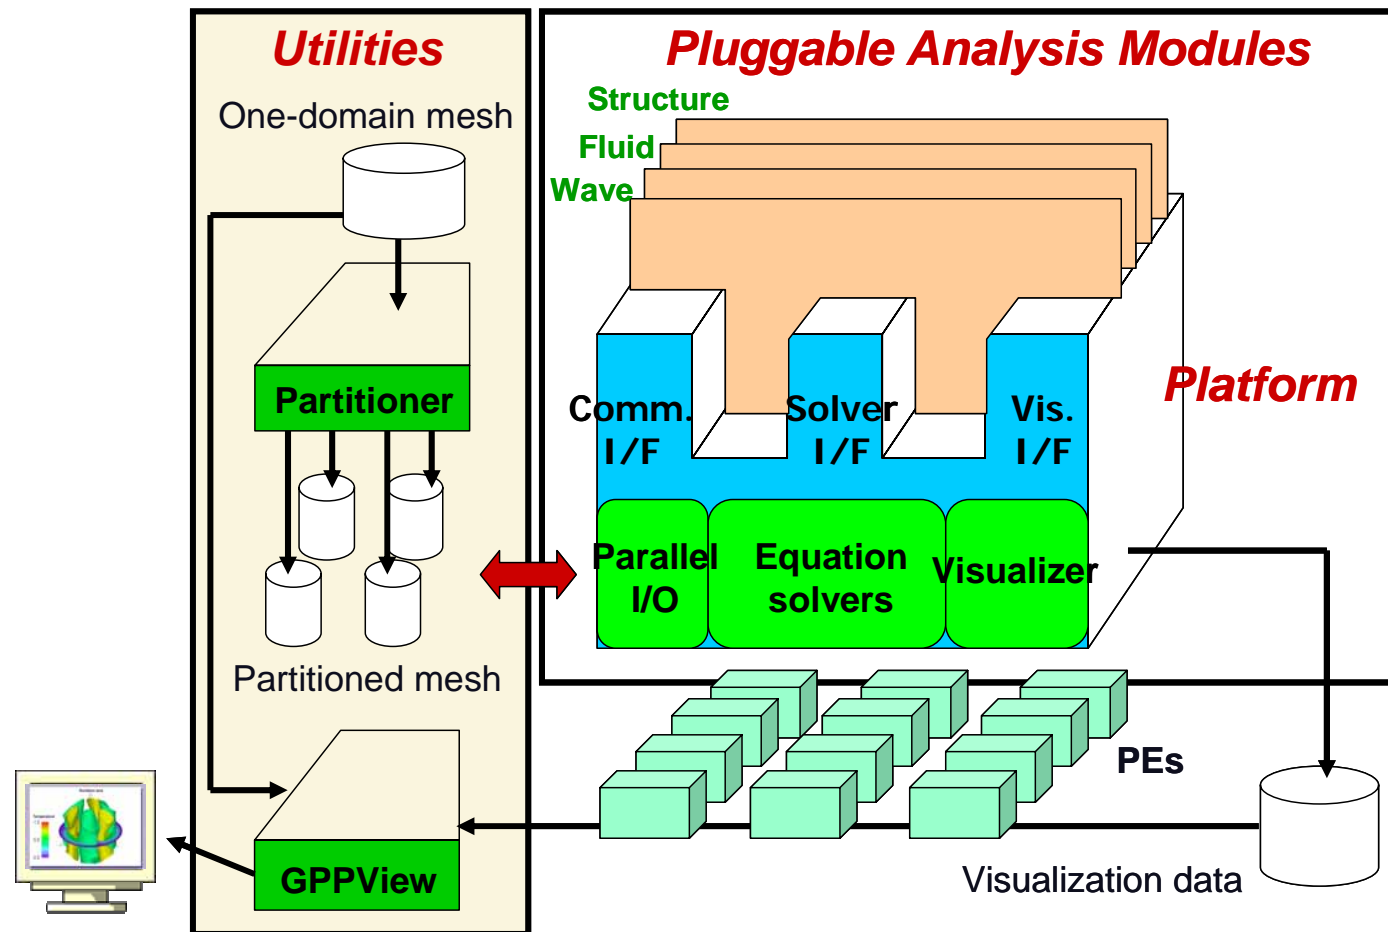 Utilities
One-domain mesh
Partitioner
Partitioned mesh
GPPView
Pluggable Analysis Modules
Structure
Fluid
Wave
Platform
Comm.
I/F
Solver
I/F
Vis.
I/F
Parallel
I/O
Equation
solvers
Visualizer
PEs
Visualization data